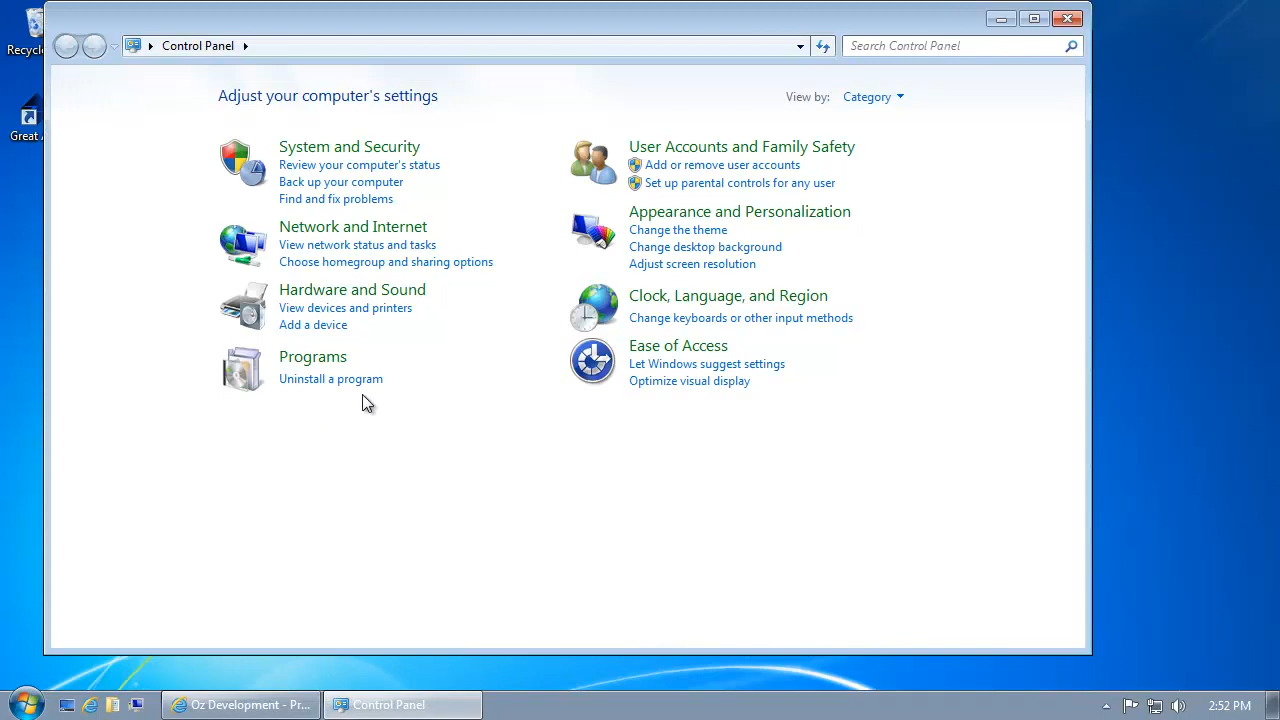 Recycle
Great
Control Panel
Search Control Panel
Adjust your computer's settings
View by: Category
System and Security
Review your computer's status
Back up your computer
Find and fix problems
Network and Internet
View network status and tasks
Choose homegroup and sharing options
Hardware and Sound
View devices and printers
Add a device
Programs
Uninstall a program
User Accounts and Family Safety
Add or remove user accounts
Set up parental controls for any user
Appearance and Personalization
Change the theme
Change desktop background
Adjust screen resolution
Clock, Language, and Region
Change keyboards or other input methods
Ease of Access
Let Windows suggest settings
Optimize visual display
Oz Development - Pr...
Control Panel
2:52 PM